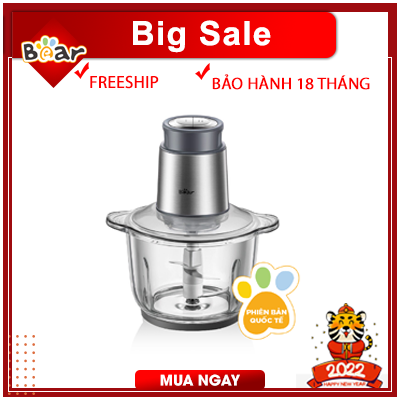 Bear
Big Sale
FREESHIP
BẢO HÀNH 18 THÁNG
Bear
PHIÊN BẢN
QUỐC TẾ
2022
HAPPY NEW YEAR
MUA NGAY